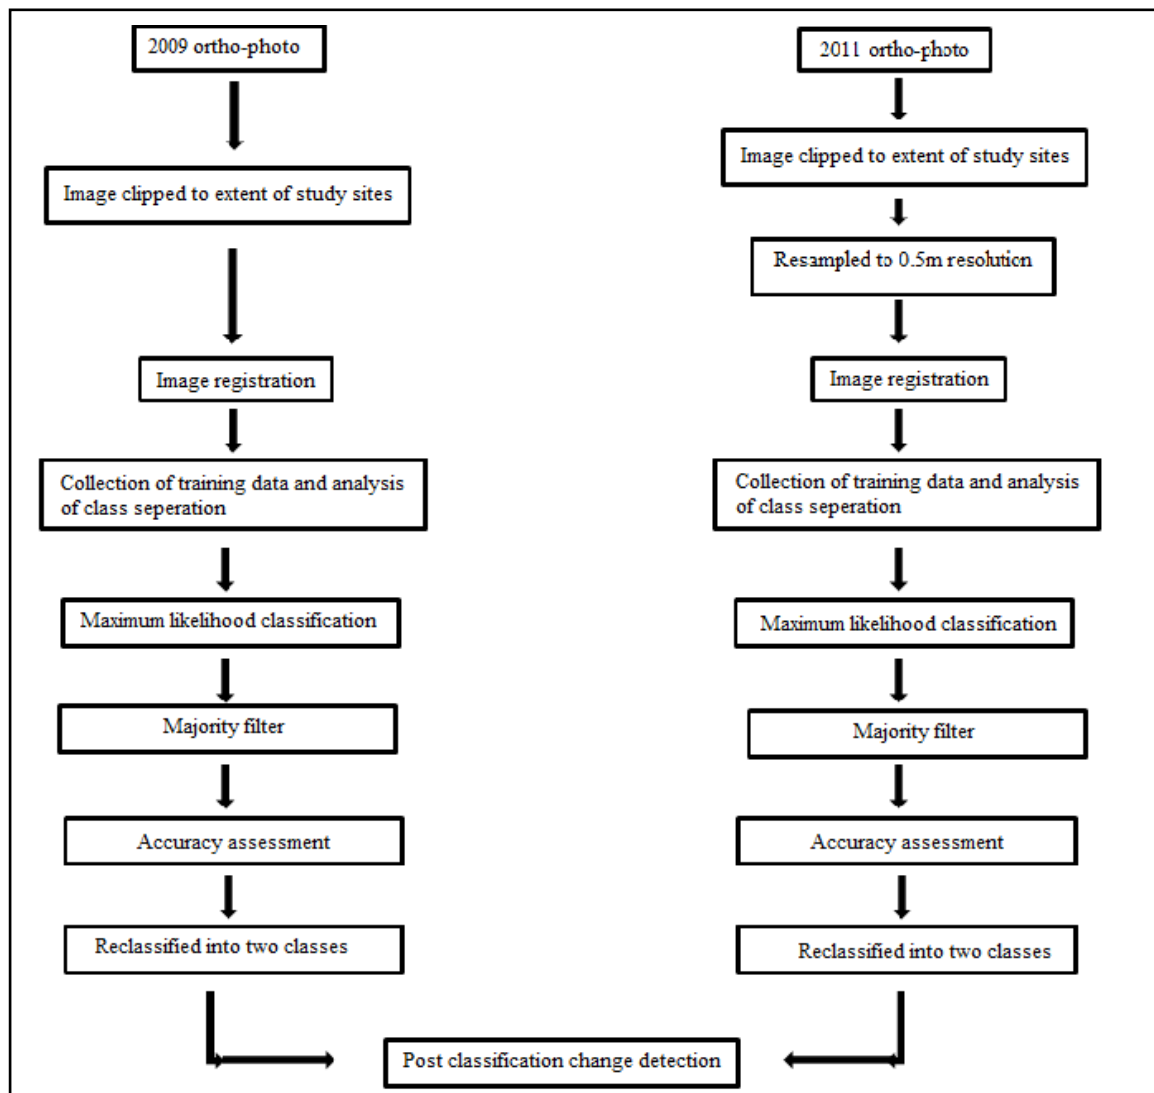 2009 ortho-photo
Image clipped to extent of study sites
Image registration
Collection of training data and analysis
of class seperation
Maximum likelihood classification
Majority filter
Accuracy assessment
Reclassified into two classes
2011 ortho-photo
Image clipped to extent of study sites
Resampled to 0.5m resolution
Image registration
Collection of training data and analysis
of class seperation
Maximum likelihood classification
Majority filter
Accuracy assessment
Reclassified into two classes
Post classification change detection